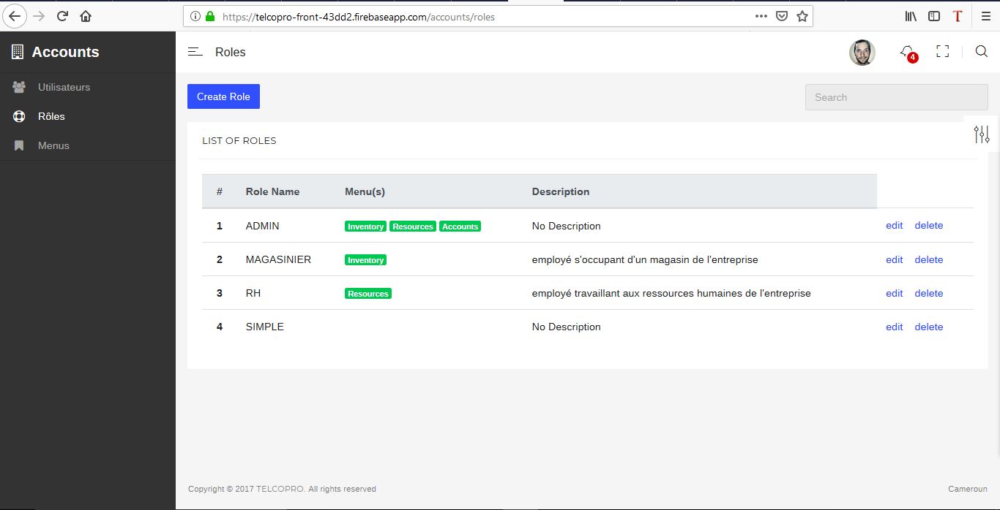 https://telcopro-front-43dd2.firebaseapp.com/accounts/roles
T
Accounts
Roles
4
Utilisateurs
Rôles
Menus
Create Role
Search
LIST OF ROLES
# Role Name Menu(s) Description
1 ADMIN Inventory Resources Accounts No Description edit delete
2 MAGASINIER Inventory employé s'occupant d'un magasin de l'entreprise edit delete
3 RH Resources employé travaillant aux ressources humaines de l'entreprise edit delete
4 SIMPLE No Description edit delete
Copyright © 2017 TELCOPRO. All rights reserved
Cameroun